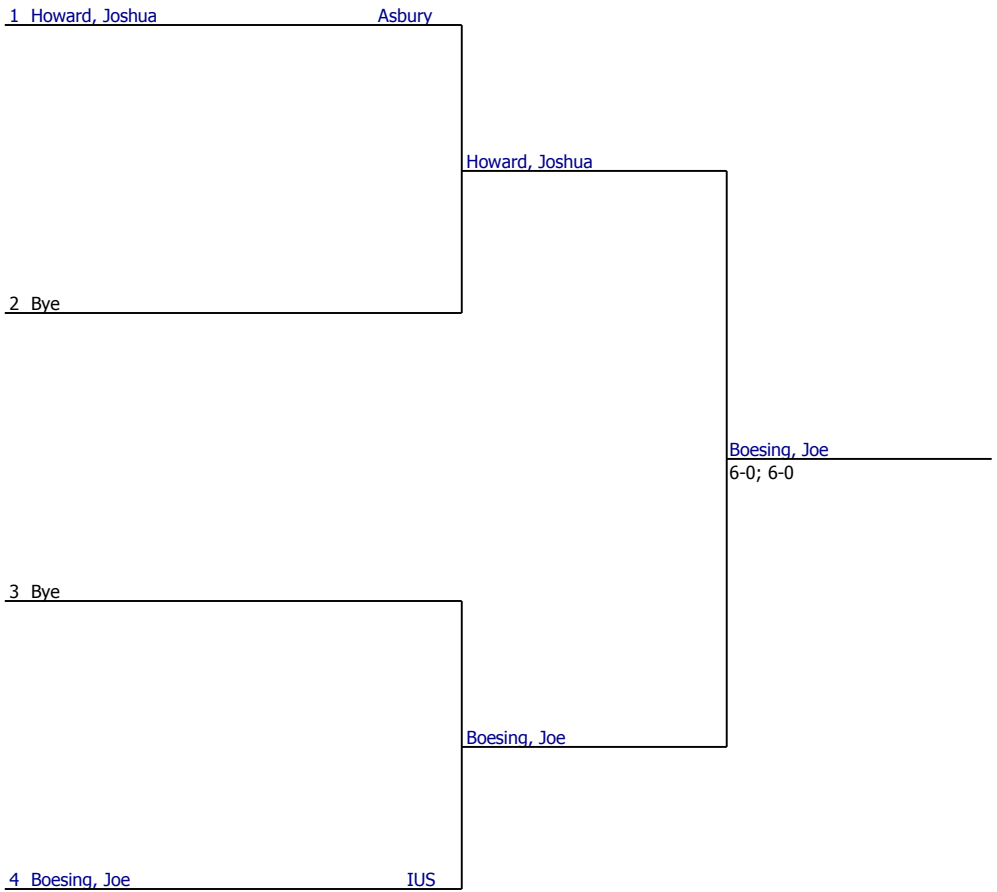 1 Howard, Joshua Asbury
Howard, Joshua
2 Bye
Boesing, Joe
6-0; 6-0
3 Bye
Boesing, Joe
4 Boesing, Joe IUS